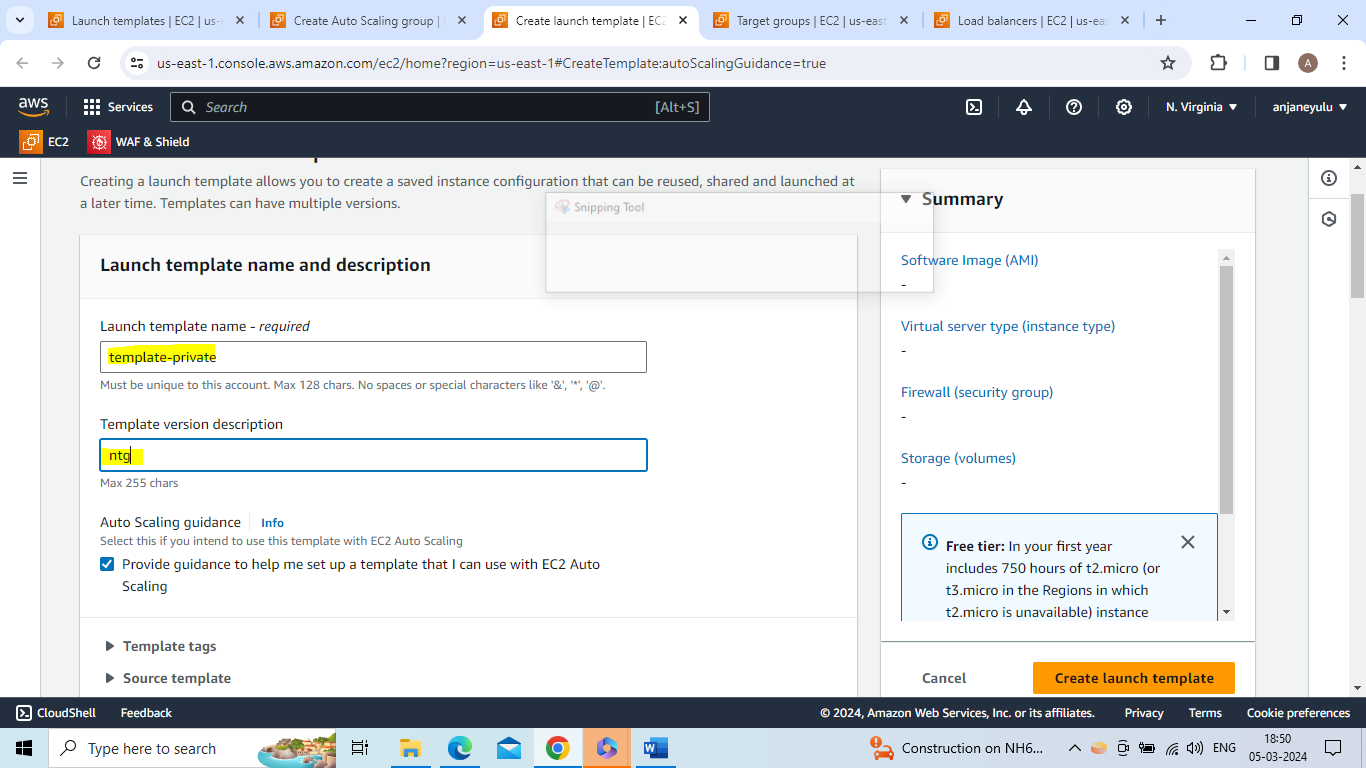 Launch templates | EC2 | us-
Create Auto Scaling group |
Create launch template | EC2
Target groups | EC2 | us-east
Load balancers | EC2 | us-eas
us-east-1.console.aws.amazon.com/ec2/home?region=us-east-1#CreateTemplate:autoScalingGuidance=true
A
aws
Services
Search
[Alt+S]
N. Virginia
anjaneyulu
EC2
WAF & Shield
Creating a launch template allows you to create a saved instance configuration that can be reused, shared and launched at
a later time. Templates can have multiple versions.
Snipping Tool
Launch template name and description
Launch template name - required
template-private
Must be unique to this account. Max 128 chars. No spaces or special characters like '&', '*', '@'.
Template version description
ntg
Max 255 chars
Auto Scaling guidance
Info
Select this if you intend to use this template with EC2 Auto Scaling
Provide guidance to help me set up a template that I can use with EC2 Auto
Scaling
Template tags
Source template
Summary
Software Image (AMI)
-
Virtual server type (instance type)
-
Firewall (security group)
-
Storage (volumes)
-
Free tier: In your first year
includes 750 hours of t2.micro (or
t3.micro in the Regions in which
t2.micro is unavailable) instance
Cancel
Create launch template
CloudShell
Feedback
© 2024, Amazon Web Services, Inc. or its affiliates.
Privacy
Terms
Cookie preferences
Type here to search
Construction on NH6...
ENG
18:50
05-03-2024